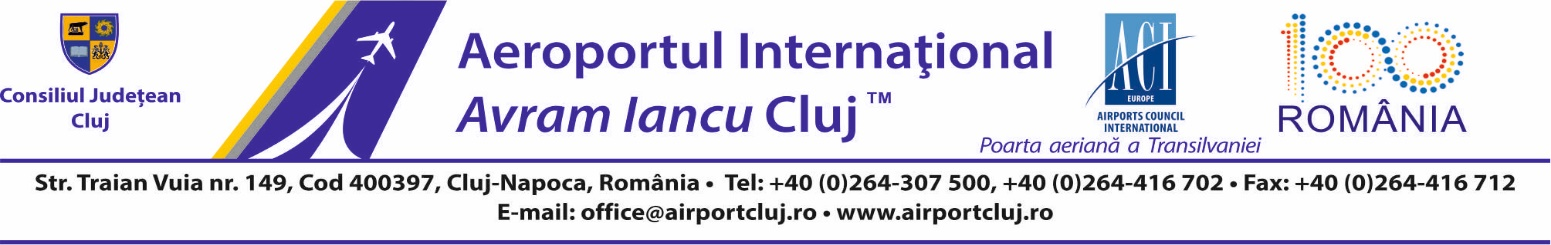 Consiliul Județean
Cluj
Aeroportul Internaţional
Avram Iancu Cluj ™
ACI
EUROPE
AIRPORTS COUNCIL
INTERNATIONAL
Poarta aeriană a Transilvaniei
100
ROMÂNIA
Str. Traian Vuia nr. 149, Cod 400397, Cluj-Napoca, România • Tel: +40 (0)264-307 500, +40 (0)264-416 702 • Fax: +40 (0)264-416 712
E-mail: office@airportcluj.ro • www.airportcluj.ro